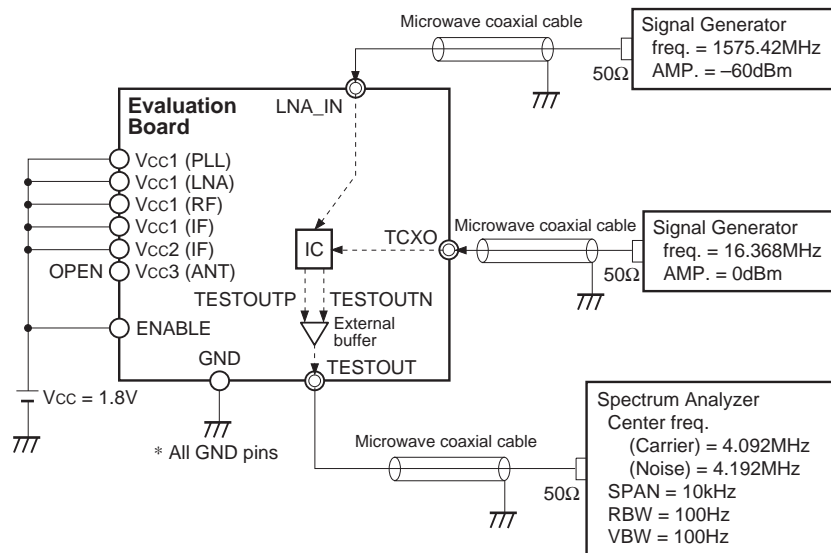 Microwave coaxial cable
Signal Generator
freq. = 1575.42MHz
AMP. = –60dBm
50Ω
LNA_IN
Evaluation
Board
VCC1 (PLL)
VCC1 (LNA)
VCC1 (RF)
VCC1 (IF)
VCC2 (IF)
OPEN
VCC3 (ANT)
ENABLE
IC
TCXO
Microwave coaxial cable
Signal Generator
freq. = 16.368MHz
AMP. = 0dBm
50Ω
TESTOUTP
TESTOUTN
External
buffer
TESTOUT
GND
VCC = 1.8V
* All GND pins
Microwave coaxial cable
50Ω
Spectrum Analyzer
Center freq.
(Carrier) = 4.092MHz
(Noise) = 4.192MHz
SPAN = 10kHz
RBW = 100Hz
VBW = 100Hz